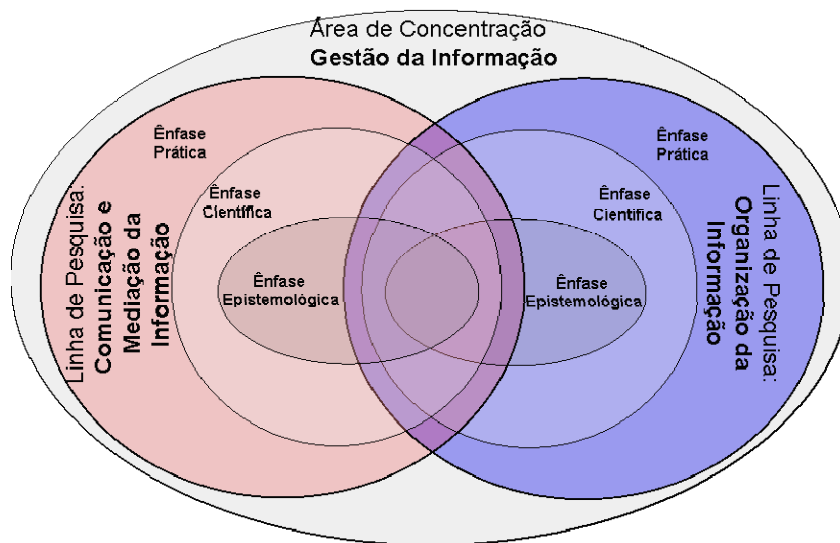 Área de Concentração
Gestão da Informação
Ênfase
Prática
Ênfase
Científica
Ênfase
Epistemológica
Linha de Pesquisa:
Comunicação e
Mediação da
Informação
Ênfase
Prática
Ênfase
Científica
Ênfase
Epistemológica
Linha de Pesquisa:
Organização da
Informação